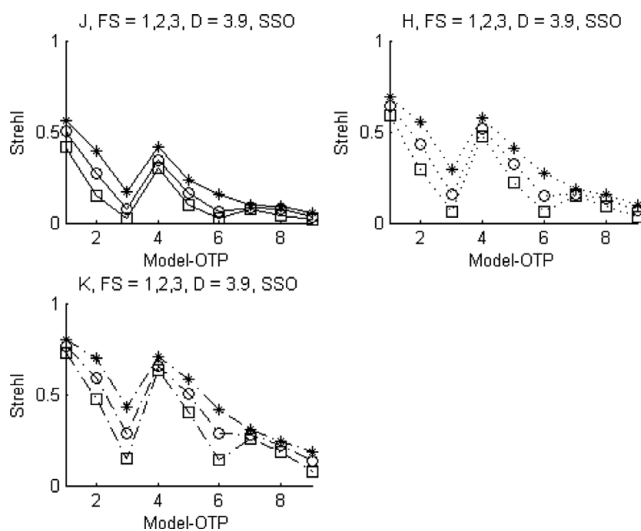 J, FS = 1,2,3, D = 3.9, SSO
1
0.5
0
Strehl
2 4 6 8
Model-OTP
H, FS = 1,2,3, D = 3.9, SSO
1
0.5
0
Strehl
2 4 6 8
Model-OTP
K, FS = 1,2,3, D = 3.9, SSO
1
0.5
0
Strehl
2 4 6 8
Model-OTP